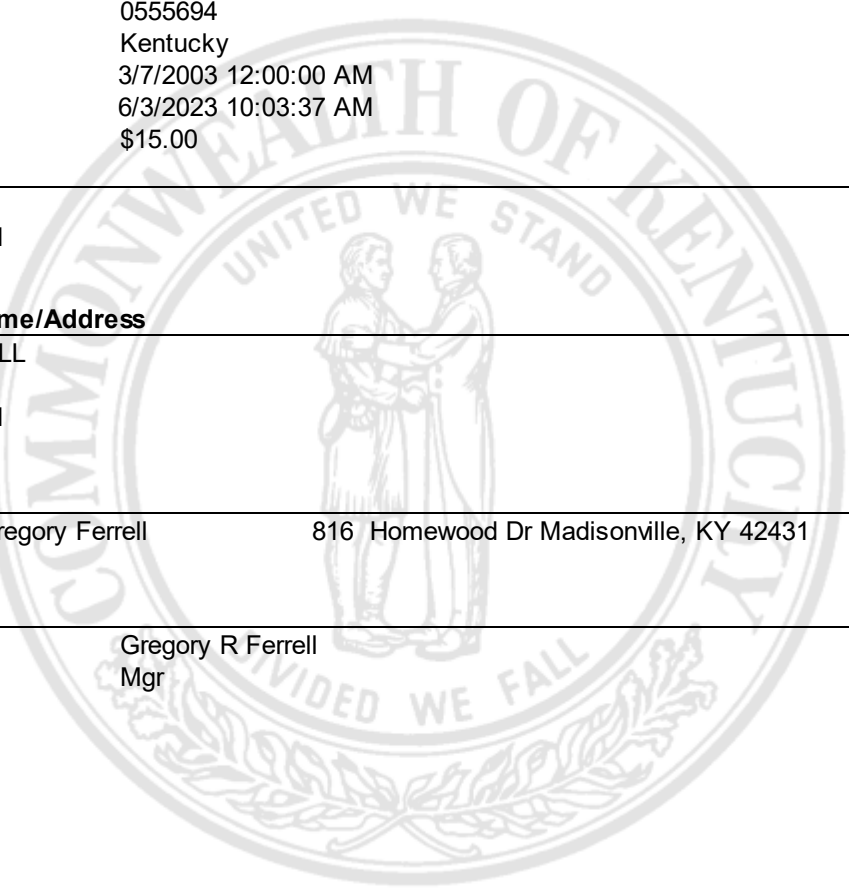 0555694
Kentucky
3/7/2003 12:00:00 AM
6/3/2023 10:03:37 AM
$15.00
COMMONWEALTH OF KENTUCKY
UNITED WE STAND
me/Address
LL
regory Ferrell 816 Homewood Dr Madisonville, KY 42431
Gregory R Ferrell
Mgr
DIVIDED WE FALL